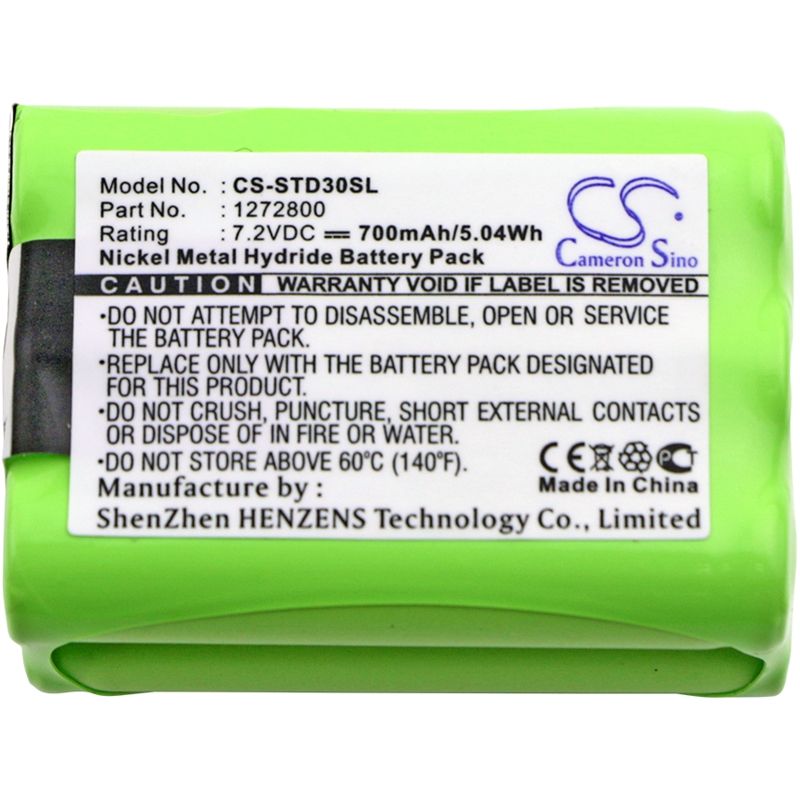 Model No. : CS-STD30SL
Part No. : 1272800
Rating : 7.2VDC ⎓ 700mAh/5.04Wh
Nickel Metal Hydride Battery Pack
CS
Cameron Sino
CAUTION WARRANTY VOID IF LABEL IS REMOVED
•DO NOT ATTEMPT TO DISASSEMBLE, OPEN OR SERVICE
THE BATTERY PACK.
•REPLACE ONLY WITH THE BATTERY PACK DESIGNATED
FOR THIS PRODUCT.
•DO NOT CRUSH, PUNCTURE, SHORT EXTERNAL CONTACTS
OR DISPOSE OF IN FIRE OR WATER.
•DO NOT STORE ABOVE 60°C (140°F).
CE
Made In China
Manufacture by :
ShenZhen HENZENS Technology Co., Limited